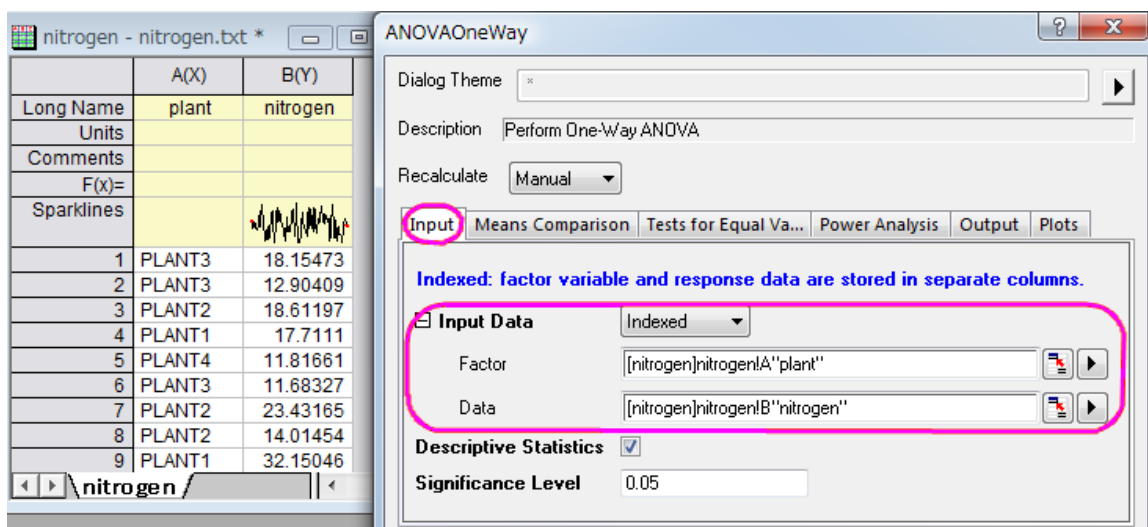 nitrogen - nitrogen.txt *
A(X) B(Y)
Long Name plant nitrogen
Units
Comments
F(x)=
Sparklines
1 PLANT3 18.15473
2 PLANT3 12.90409
3 PLANT2 18.61197
4 PLANT1 17.7111
5 PLANT4 11.81661
6 PLANT3 11.68327
7 PLANT2 23.43165
8 PLANT2 14.01454
9 PLANT1 32.15046
nitrogen
ANOVAOneWay
Dialog Theme *
Description Perform One-Way ANOVA
Recalculate Manual
Input Means Comparison Tests for Equal Va... Power Analysis Output Plots
Indexed: factor variable and response data are stored in separate columns.
Input Data Indexed
Factor [nitrogen]nitrogen!A"plant"
Data [nitrogen]nitrogen!B"nitrogen"
Descriptive Statistics
Significance Level 0.05